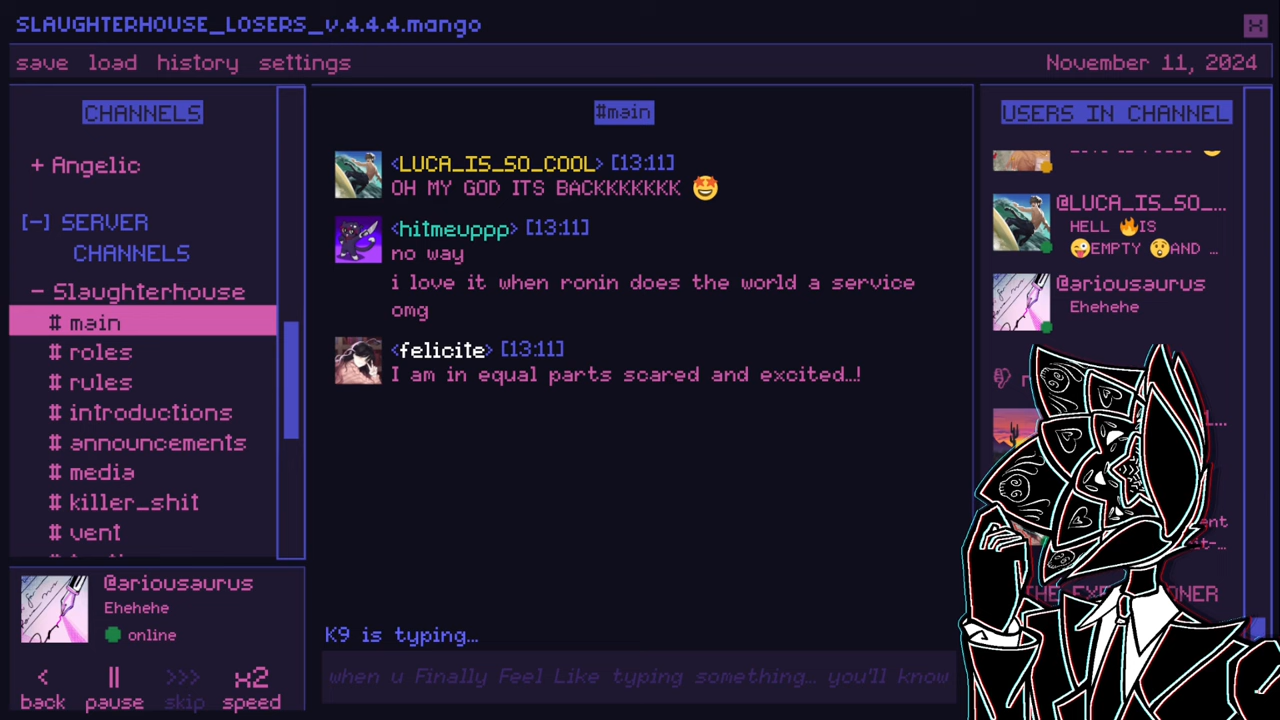 SLAUGHTERHOUSE_LOSERS_v.4.4.4.mango
save load history settings
November 11, 2024
CHANNELS
+ Angelic
[-] SERVER
CHANNELS
- Slaughterhouse
# main
# roles
# rules
# introductions
# announcements
# media
# killer_shit
# vent
@ariousaurus
Ehehehe
online
< || >>> x2
back pause skip speed
#main
<LUCA_IS_SO_COOL> [13:11]
OH MY GOD ITS BACKKKKKKK 🤩
<hitmeuppp> [13:11]
no way
i love it when ronin does the world a service
omg
<felicite> [13:11]
I am in equal parts scared and excited…!
K9 is typing…
when u Finally Feel Like typing something… you'll know
USERS IN CHANNEL
@LUCA_IS_SO_…
HELL 🔥IS
😜EMPTY 😲AND …
@ariousaurus
Ehehehe